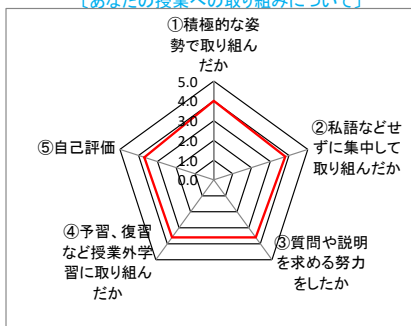 〔あなたの授業への取り組みについて〕
①積極的な姿
勢で取り組ん
だか
5.0
4.0
3.0
2.0
1.0
0.0
②私語などせ
ずに集中して
取り組んだか
③質問や説明
を求める努力
をしたか
④予習、復習
など授業外学
習に取り組ん
だか
⑤自己評価